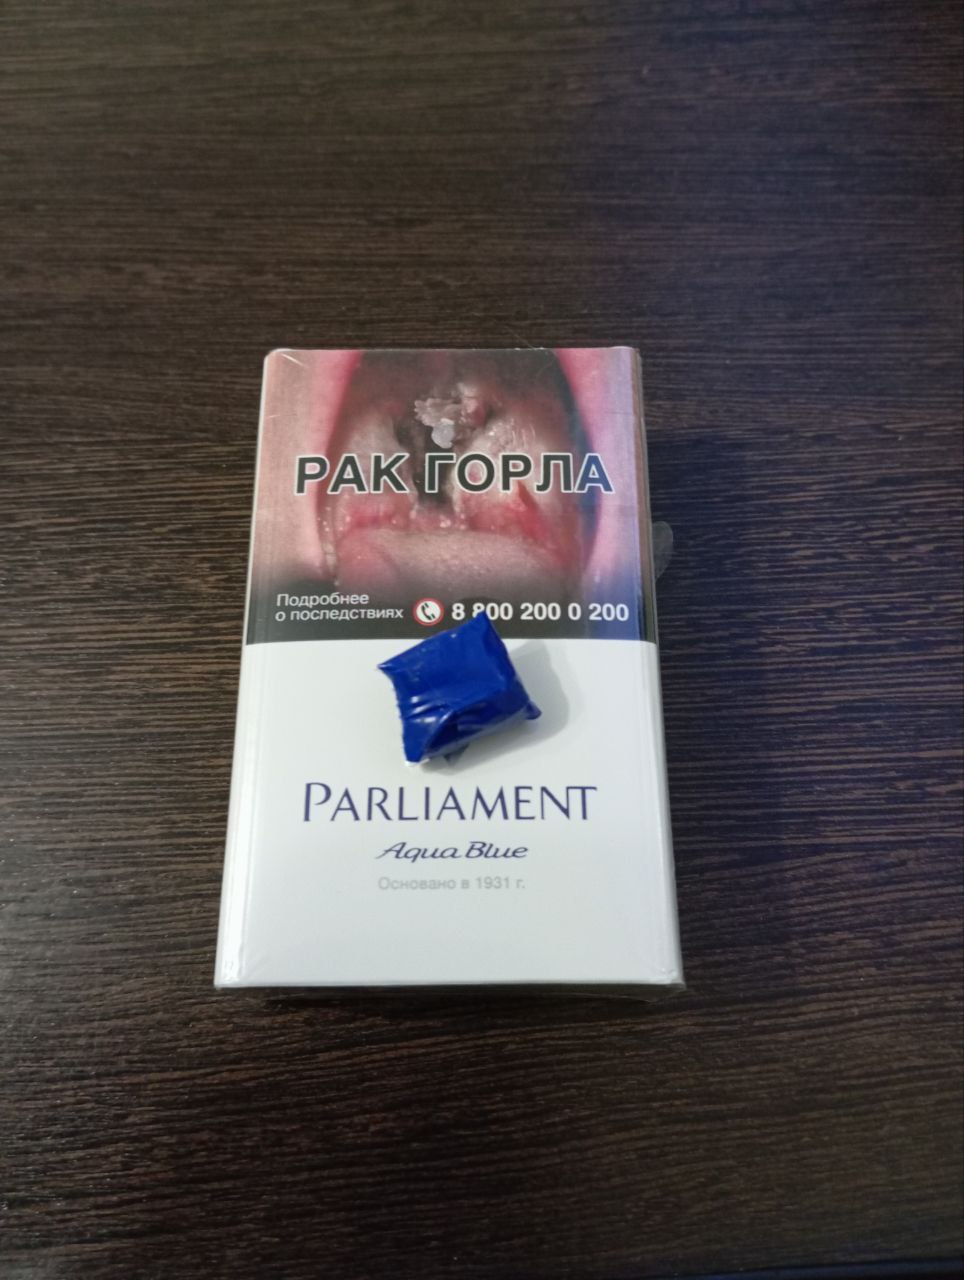 РАК ГОРЛА
Подробнее
о последствиях
8 800 200 0 200
PARLIAMENT
Aqua Blue
Основано в 1931 г.